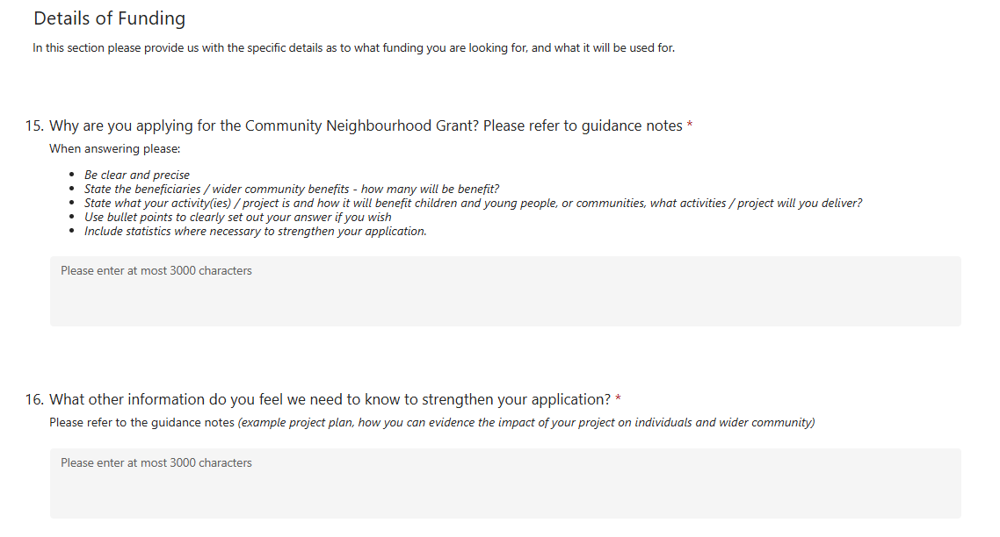 Details of Funding
In this section please provide us with the specific details as to what funding you are looking for, and what it will be used for.
15. Why are you applying for the Community Neighbourhood Grant? Please refer to guidance notes *
When answering please:
• Be clear and precise
• State the beneficiaries / wider community benefits - how many will be benefit?
• State what your activity(ies) / project is and how it will benefit children and young people, or communities, what activities / project will you deliver?
• Use bullet points to clearly set out your answer if you wish
• Include statistics where necessary to strengthen your application.
Please enter at most 3000 characters
16. What other information do you feel we need to know to strengthen your application? *
Please refer to the guidance notes (example project plan, how you can evidence the impact of your project on individuals and wider community)
Please enter at most 3000 characters